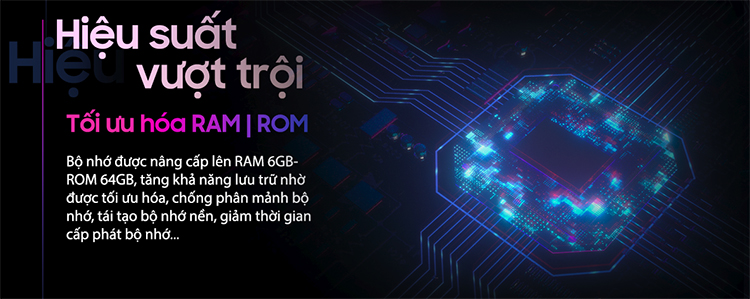 Hiệu suất
Hiệu
vượt trội
Tối ưu hóa RAM | ROM
Bộ nhớ được nâng cấp lên RAM 6GB-
ROM 64GB, tăng khả năng lưu trữ nhờ
được tối ưu hóa, chống phân mảnh bộ
nhớ, tái tạo bộ nhớ nền, giảm thời gian
cấp phát bộ nhớ...